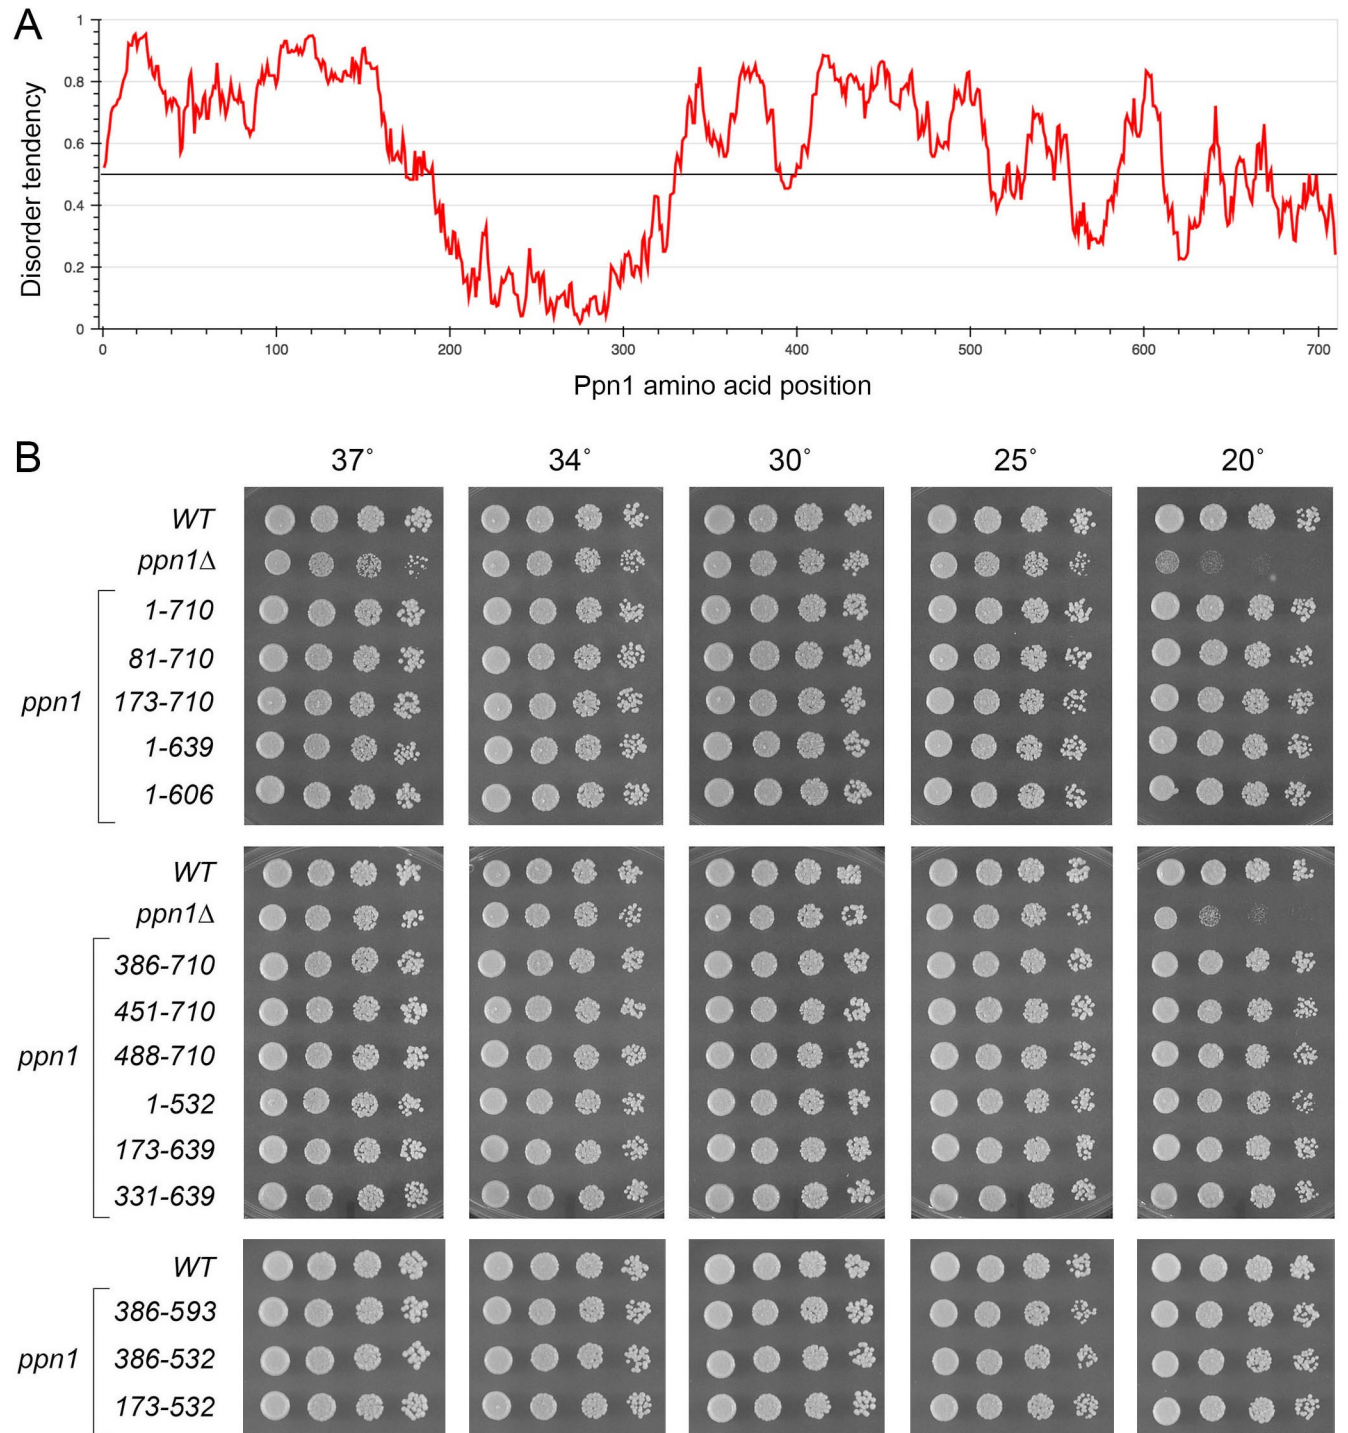 A
Disorder tendency
1
0.8
0.6
0.4
0.2
0
0 100 200 300 400 500 600 700
Ppn1 amino acid position
B
37° 34° 30° 25° 20°
WT
ppn1Δ
ppn1
1-710
81-710
173-710
1-639
1-606
WT
ppn1Δ
ppn1
386-710
451-710
488-710
1-532
173-639
331-639
WT
ppn1
386-593
386-532
173-532